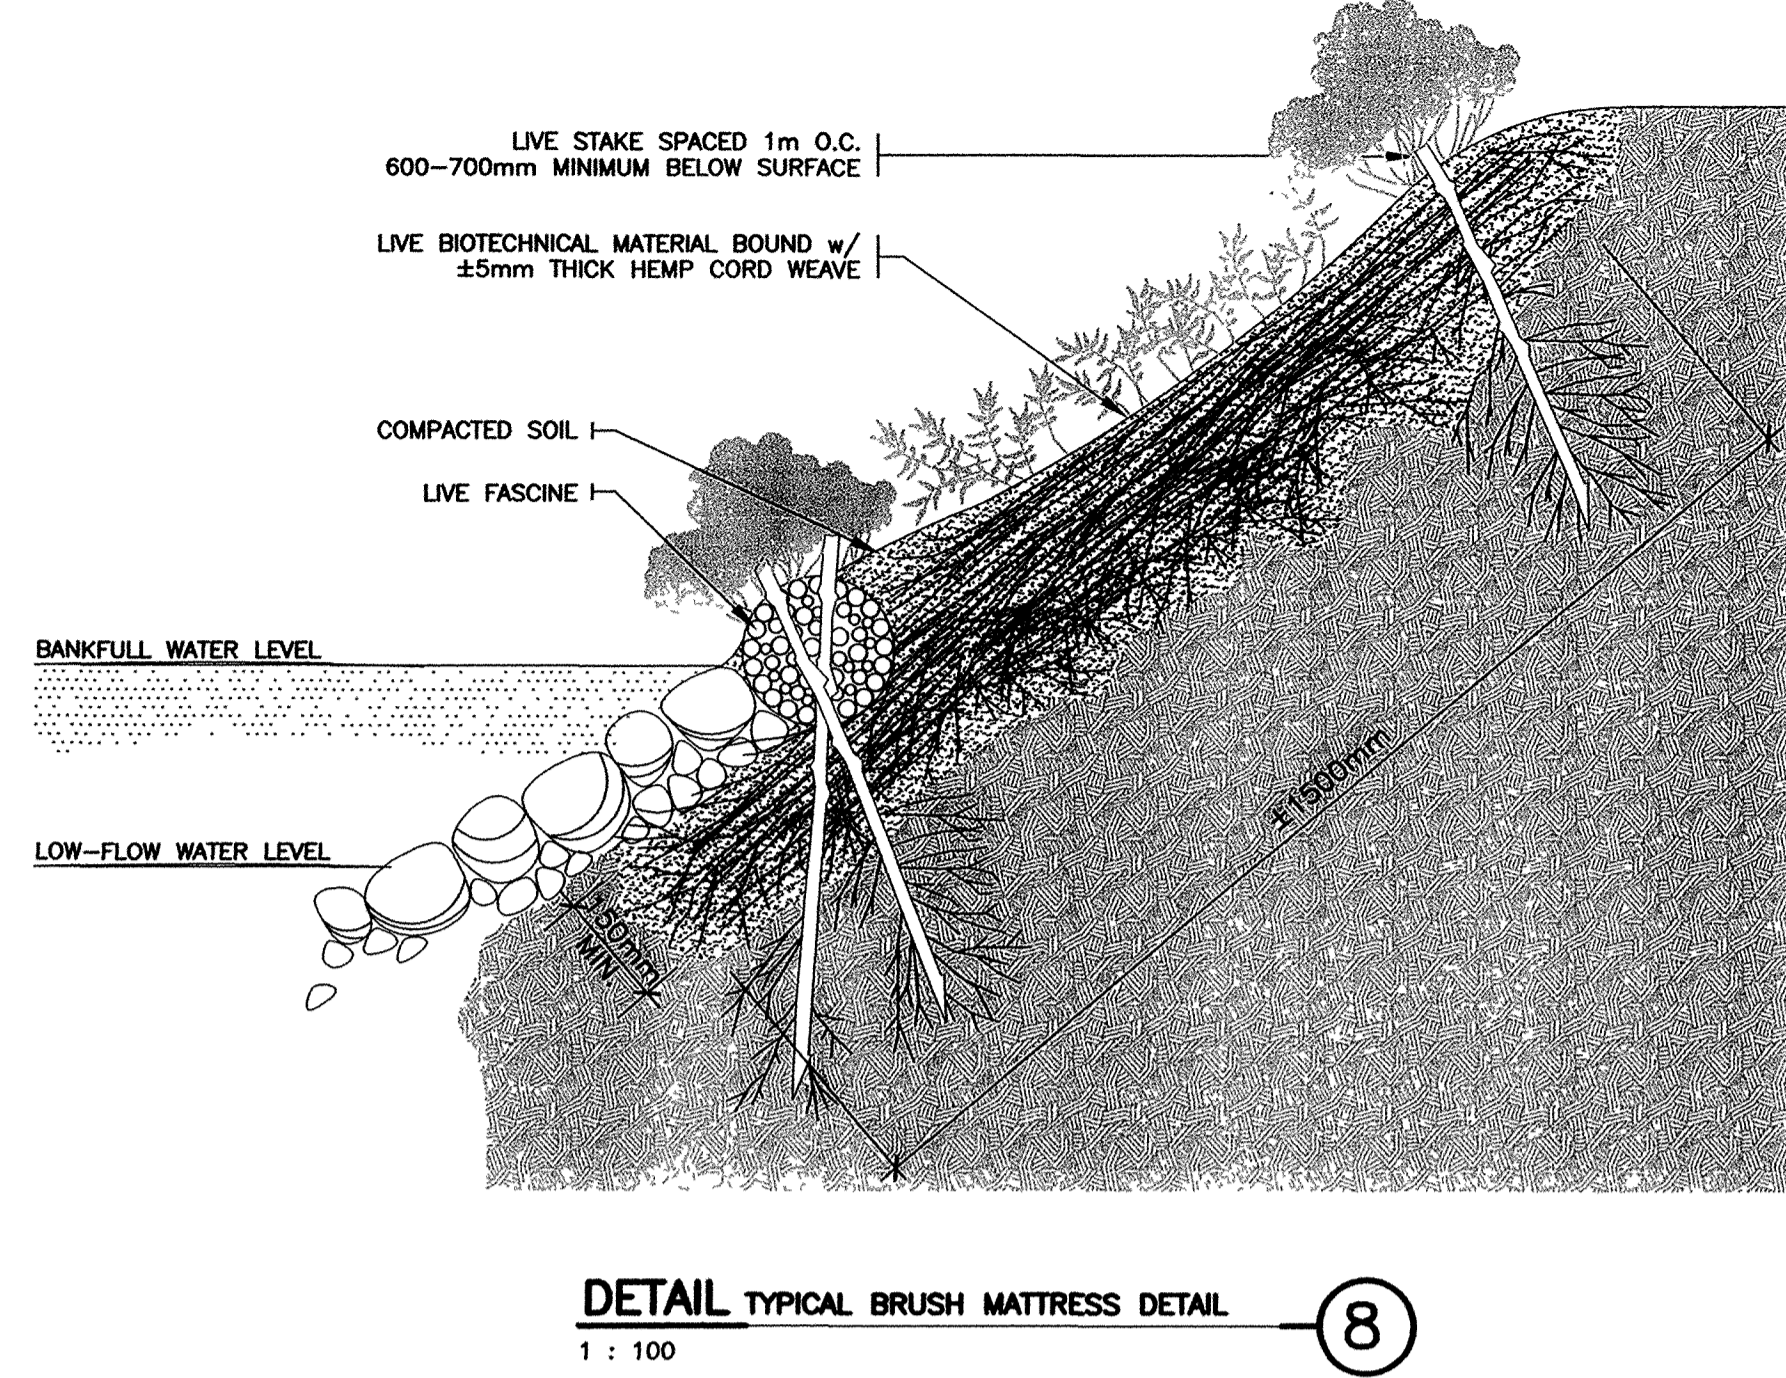 LIVE STAKE SPACED 1m O.C.
600-700mm MINIMUM BELOW SURFACE
LIVE BIOTECHNICAL MATERIAL BOUND w/
±5mm THICK HEMP CORD WEAVE
COMPACTED SOIL
LIVE FASCINE
BANKFULL WATER LEVEL
LOW-FLOW WATER LEVEL
150mm
MIN.
±1500mm
DETAIL TYPICAL BRUSH MATTRESS DETAIL
8
1 : 100